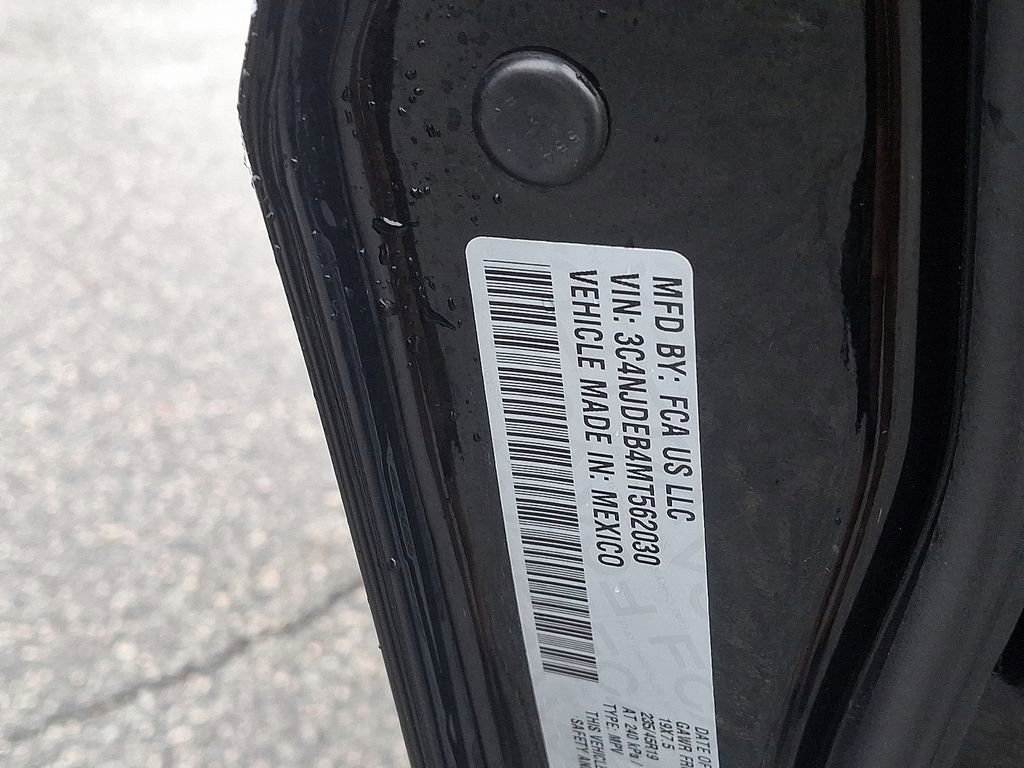 MFD BY: FCA US LLC
VIN: 3C4NJDEB4MT562030
VEHICLE MADE IN: MEXICO
DATE OF
GAWR FR
19X7.5
235/45R19
AT 240 kPa /
TYPE: MPV
THIS VEHICLE
SAFETY AN